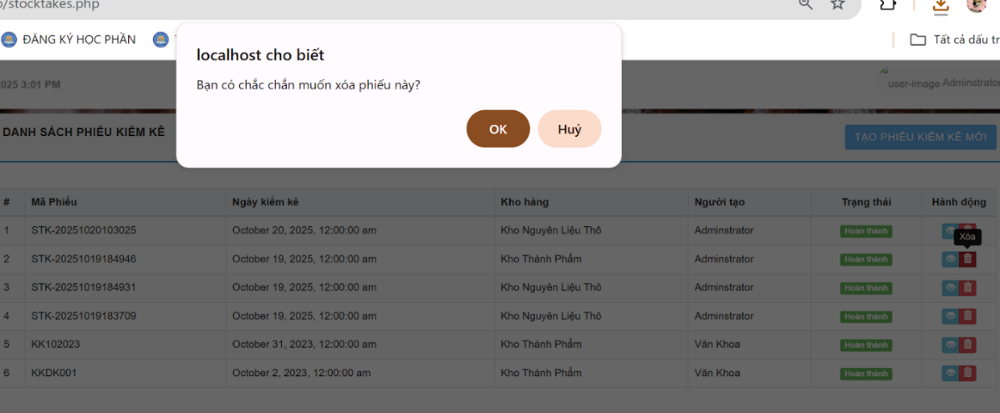 /stocktakes.php
ĐĂNG KÝ HỌC PHẦN
Tất cả dấu tr
localhost cho biết
Bạn có chắc chắn muốn xóa phiếu này?
OK Huỷ
2025 3:01 PM
user-image Adminstrator
DANH SÁCH PHIẾU KIỂM KÊ
TẠO PHIẾU KIỂM KÊ MỚI
# Mã Phiếu Ngày kiểm kê Kho hàng Người tạo Trạng thái Hành động
1 STK-20251020103025 October 20, 2025, 12:00:00 am Kho Nguyên Liệu Thô Adminstrator Hoàn thành
Xóa
2 STK-20251019184946 October 19, 2025, 12:00:00 am Kho Thành Phẩm Adminstrator Hoàn thành
3 STK-20251019184931 October 19, 2025, 12:00:00 am Kho Nguyên Liệu Thô Adminstrator Hoàn thành
4 STK-20251019183709 October 19, 2025, 12:00:00 am Kho Nguyên Liệu Thô Adminstrator Hoàn thành
5 KK102023 October 31, 2023, 12:00:00 am Kho Thành Phẩm Văn Khoa Hoàn thành
6 KKDK001 October 2, 2023, 12:00:00 am Kho Thành Phẩm Văn Khoa Hoàn thành